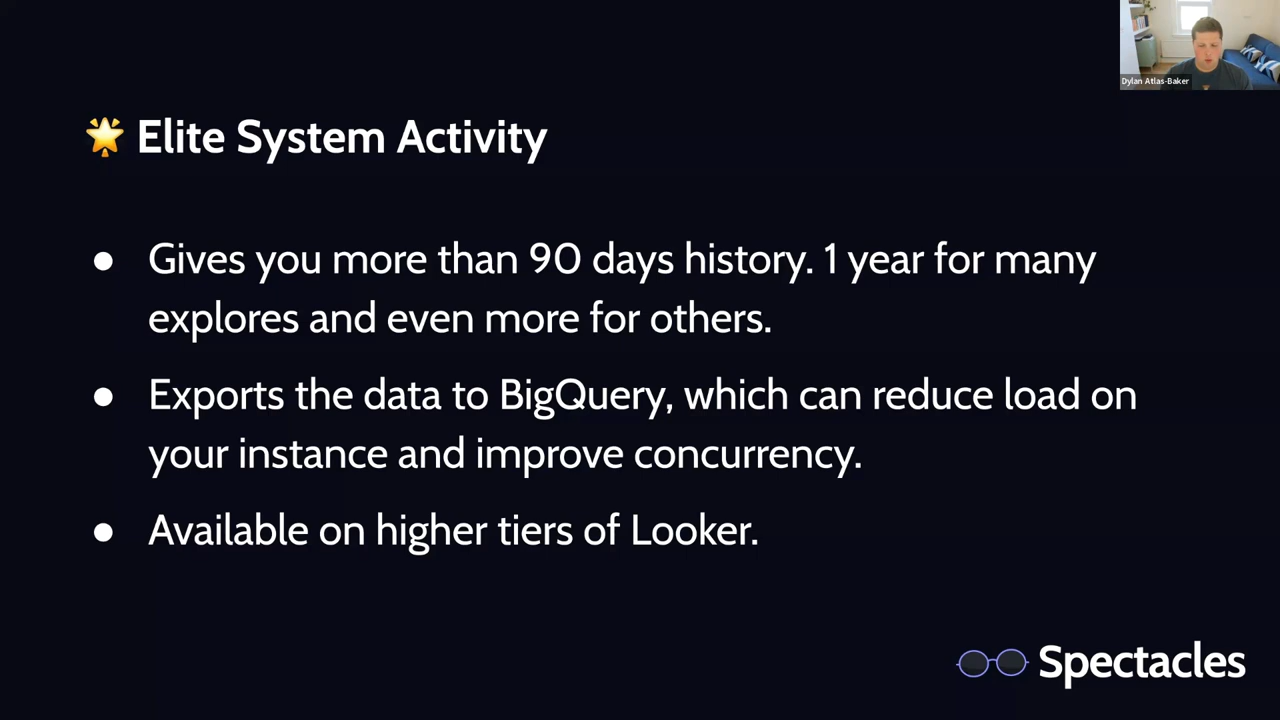 Dylan Atlas-Baker
🌟 Elite System Activity
● Gives you more than 90 days history. 1 year for many
explores and even more for others.
● Exports the data to BigQuery, which can reduce load on
your instance and improve concurrency.
● Available on higher tiers of Looker.
Spectacles